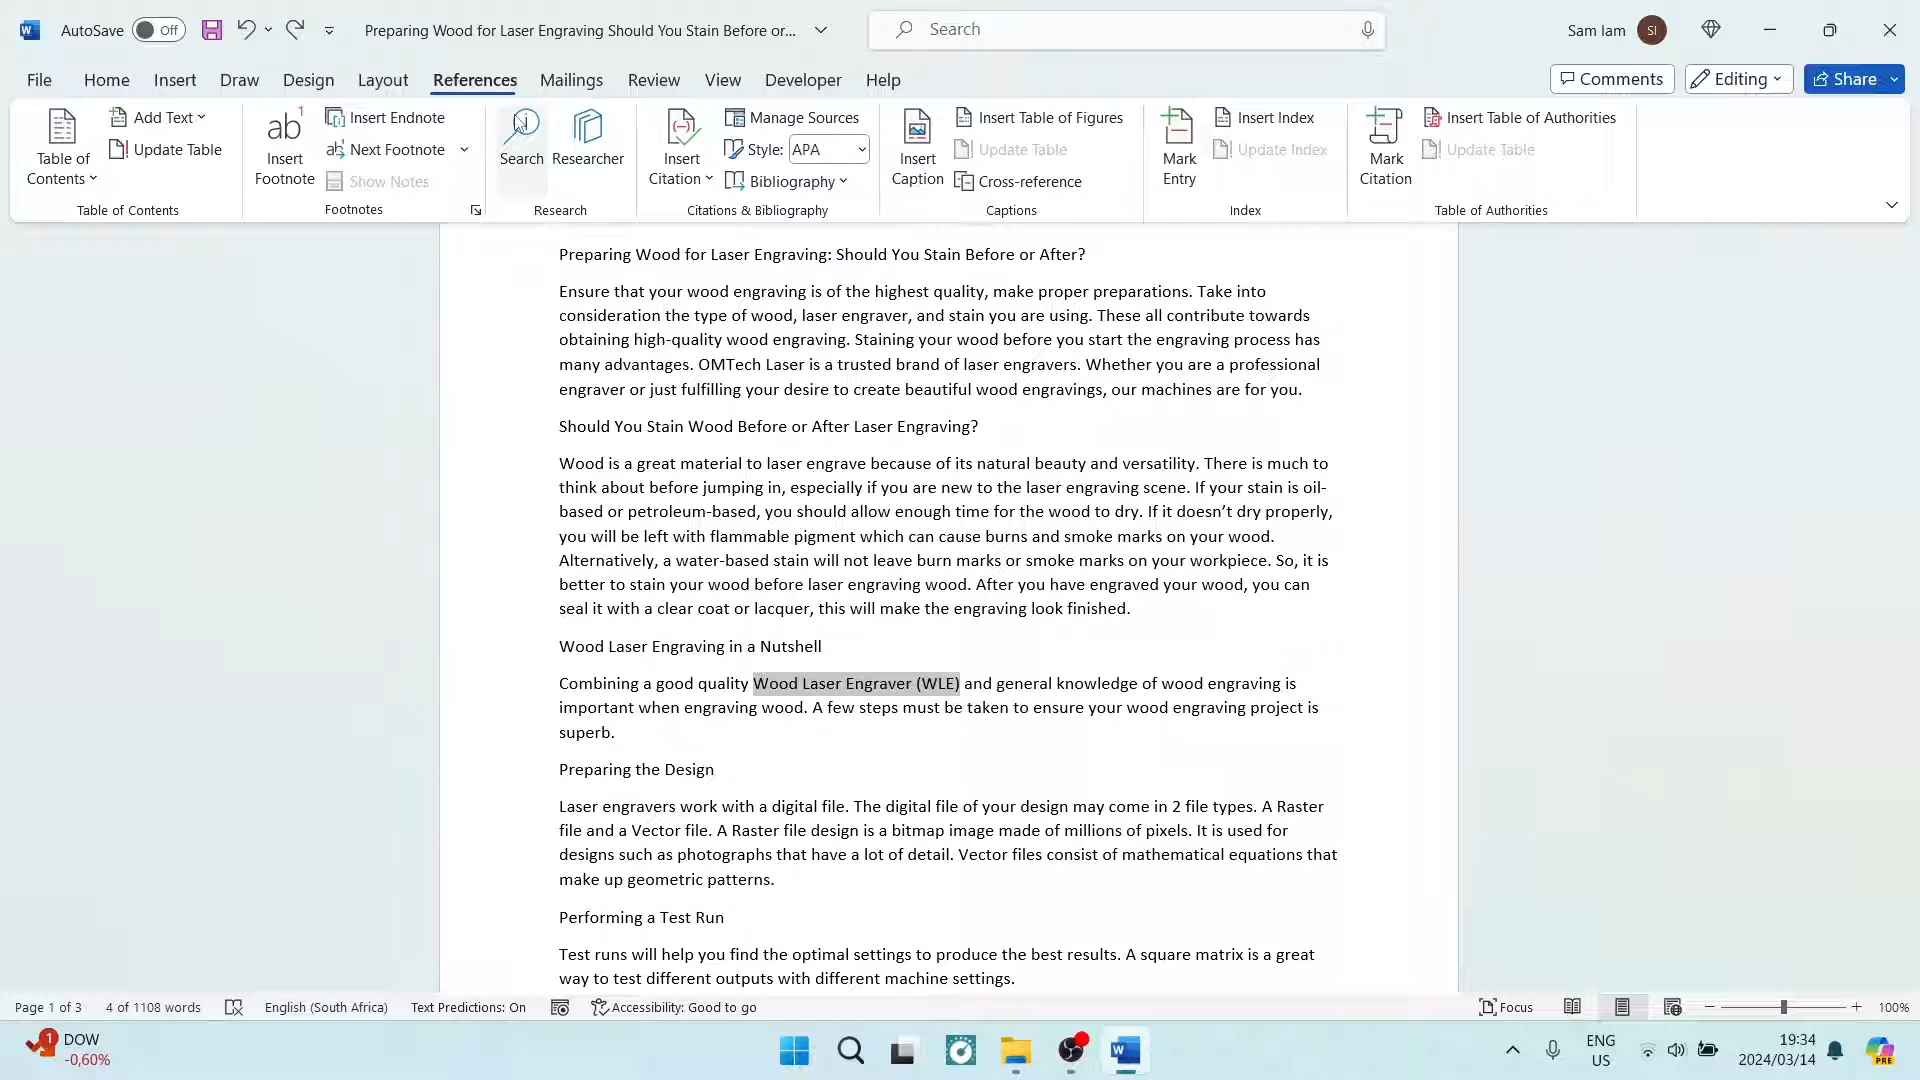 AutoSave Off Preparing Wood for Laser Engraving Should You Stain Before or... Search Sam Iam SI
File Home Insert Draw Design Layout References Mailings Review View Developer Help Comments Editing Share
Table of Contents
Add Text
Update Table
Table of Contents
ab1
Insert Footnote
Insert Endnote
Next Footnote
Show Notes
Footnotes
Search
Researcher
Research
Insert Citation
Manage Sources
Style: APA
Bibliography
Citations & Bibliography
Insert Caption
Insert Table of Figures
Update Table
Cross-reference
Captions
Mark Entry
Insert Index
Update Index
Index
Mark Citation
Insert Table of Authorities
Update Table
Table of Authorities
Preparing Wood for Laser Engraving: Should You Stain Before or After?
Ensure that your wood engraving is of the highest quality, make proper preparations. Take into
consideration the type of wood, laser engraver, and stain you are using. These all contribute towards
obtaining high-quality wood engraving. Staining your wood before you start the engraving process has
many advantages. OMTech Laser is a trusted brand of laser engravers. Whether you are a professional
engraver or just fulfilling your desire to create beautiful wood engravings, our machines are for you.
Should You Stain Wood Before or After Laser Engraving?
Wood is a great material to laser engrave because of its natural beauty and versatility. There is much to
think about before jumping in, especially if you are new to the laser engraving scene. If your stain is oil-
based or petroleum-based, you should allow enough time for the wood to dry. If it doesn’t dry properly,
you will be left with flammable pigment which can cause burns and smoke marks on your wood.
Alternatively, a water-based stain will not leave burn marks or smoke marks on your workpiece. So, it is
better to stain your wood before laser engraving wood. After you have engraved your wood, you can
seal it with a clear coat or lacquer, this will make the engraving look finished.
Wood Laser Engraving in a Nutshell
Combining a good quality Wood Laser Engraver (WLE) and general knowledge of wood engraving is
important when engraving wood. A few steps must be taken to ensure your wood engraving project is
superb.
Preparing the Design
Laser engravers work with a digital file. The digital file of your design may come in 2 file types. A Raster
file and a Vector file. A Raster file design is a bitmap image made of millions of pixels. It is used for
designs such as photographs that have a lot of detail. Vector files consist of mathematical equations that
make up geometric patterns.
Performing a Test Run
Test runs will help you find the optimal settings to produce the best results. A square matrix is a great
way to test different outputs with different machine settings.
Page 1 of 3 4 of 1108 words English (South Africa) Text Predictions: On Accessibility: Good to go Focus 100%
1 DOW
-0,60%
W
ENG
US
19:34
2024/03/14
PRE